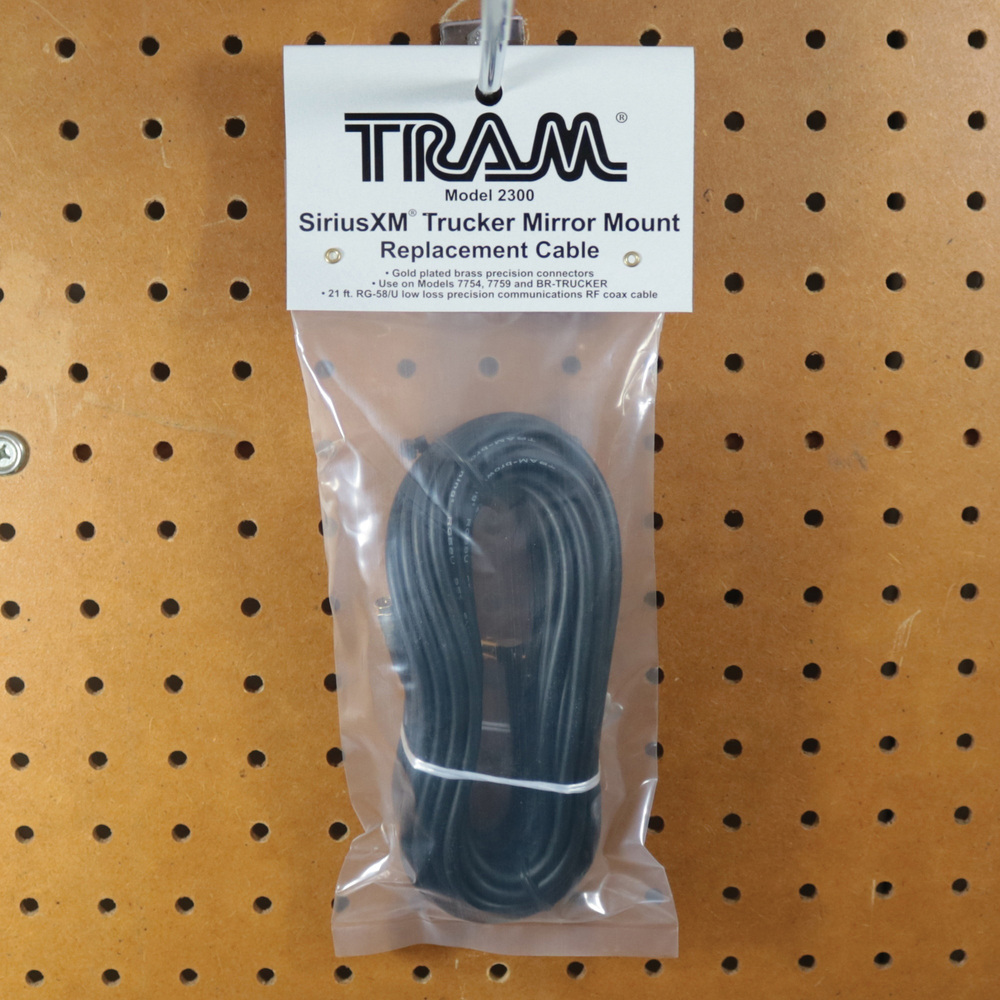 TRAM®
Model 2300
SiriusXM® Trucker Mirror Mount
Replacement Cable
• Gold plated brass precision connectors
• Use on Models 7754, 7759 and BR-TRUCKER
• 21 ft. RG-58/U low loss precision communications RF coax cable